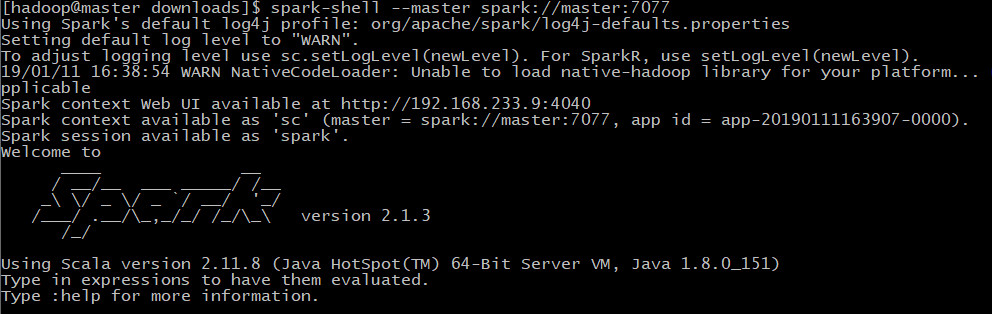 [hadoop@master downloads]$ spark-shell --master spark://master:7077
Using Spark's default log4j profile: org/apache/spark/log4j-defaults.properties
Setting default log level to "WARN".
To adjust logging level use sc.setLogLevel(newLevel). For SparkR, use setLogLevel(newLevel).
19/01/11 16:38:54 WARN NativeCodeLoader: Unable to load native-hadoop library for your platform...
pplicable
Spark context Web UI available at http://192.168.233.9:4040
Spark context available as 'sc' (master = spark://master:7077, app id = app-20190111163907-0000).
Spark session available as 'spark'.
Welcome to
      ____              __
     / __/__  ___ _____/ /__
    _\ \/ _ \/ _ `/ __/  '_/
   /___/ .__/\_,_/_/ /_/\_\   version 2.1.3
      /_/
Using Scala version 2.11.8 (Java HotSpot(TM) 64-Bit Server VM, Java 1.8.0_151)
Type in expressions to have them evaluated.
Type :help for more information.